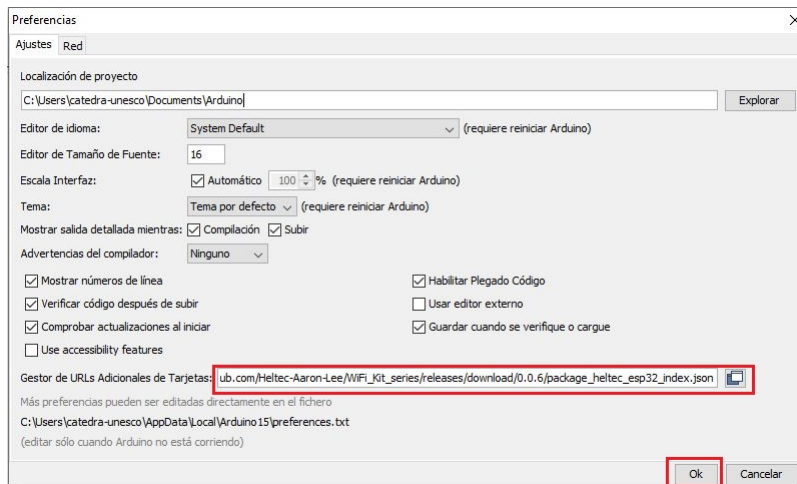 Preferencias
Ajustes Red
Localización de proyecto
C:\Users\catedra-unesco\Documents\Arduino Explorar
Editor de idioma: System Default (requiere reiniciar Arduino)
Editor de Tamaño de Fuente: 16
Escala Interfaz: Automático 100 % (requiere reiniciar Arduino)
Tema: Tema por defecto (requiere reiniciar Arduino)
Mostrar salida detallada mientras: Compilación Subir
Advertencias del compilador: Ninguno
Mostrar números de línea Habilitar Plegado Código
Verificar código después de subir Usar editor externo
Comprobar actualizaciones al iniciar Guardar cuando se verifique o cargue
Use accessibility features
Gestor de URLs Adicionales de Tarjetas: ub.com/Heltec-Aaron-Lee/WiFi_Kit_series/releases/download/0.0.6/package_heltec_esp32_index.json
Más preferencias pueden ser editadas directamente en el fichero
C:\Users\catedra-unesco\AppData\Local\Arduino15\preferences.txt
(editar sólo cuando Arduino no está corriendo)
Ok Cancelar